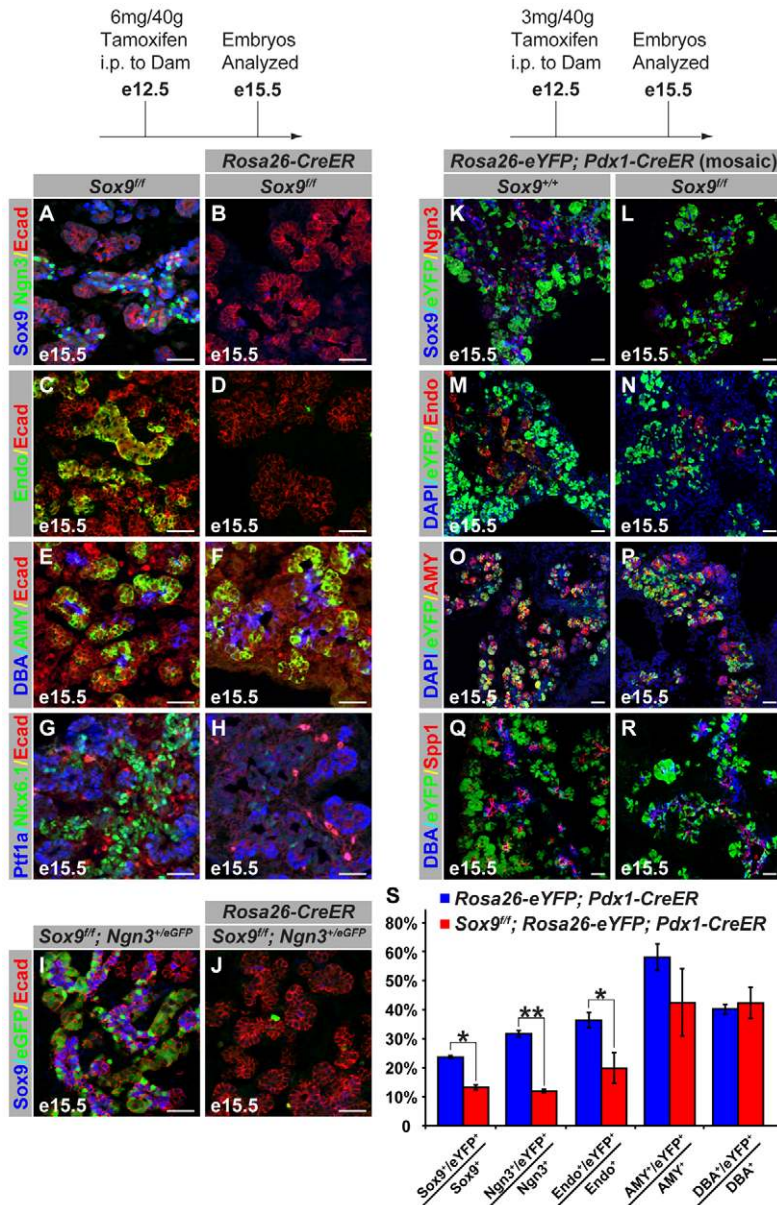 6mg/40g
Tamoxifen
i.p. to Dam
e12.5
Embryos
Analyzed
e15.5
3mg/40g
Tamoxifen
i.p. to Dam
e12.5
Embryos
Analyzed
e15.5
Rosa26-CreER
Sox9f/f
Sox9f/f
Rosa26-eYFP; Pdx1-CreER (mosaic)
Sox9+/+
Sox9f/f
Sox9 Ngn3/Ecad
A
e15.5
B
e15.5
Sox9 eYFP/Ngn3
K
e15.5
L
e15.5
Endo/Ecad
C
e15.5
D
e15.5
DAPI eYFP/Endo
M
e15.5
N
e15.5
DBA AMY/Ecad
E
e15.5
F
e15.5
DAPI eYFP/AMY
O
e15.5
P
e15.5
Ptf1a Nkx6.1/Ecad
G
e15.5
H
e15.5
DBA eYFP/Spp1
Q
e15.5
R
e15.5
Rosa26-CreER
Sox9f/f; Ngn3+/eGFP
Sox9f/f; Ngn3+/eGFP
Sox9 eGFP/Ecad
I
e15.5
J
e15.5
S
Rosa26-eYFP; Pdx1-CreER
Sox9f/f; Rosa26-eYFP; Pdx1-CreER
80%
70%
60%
50%
40%
30%
20%
10%
0%
*
**
*
Sox9+/eYFP+
Sox9+
Ngn3+/eYFP+
Ngn3+
Endo+/eYFP+
Endo+
AMY+/eYFP+
AMY+
DBA+/eYFP+
DBA+